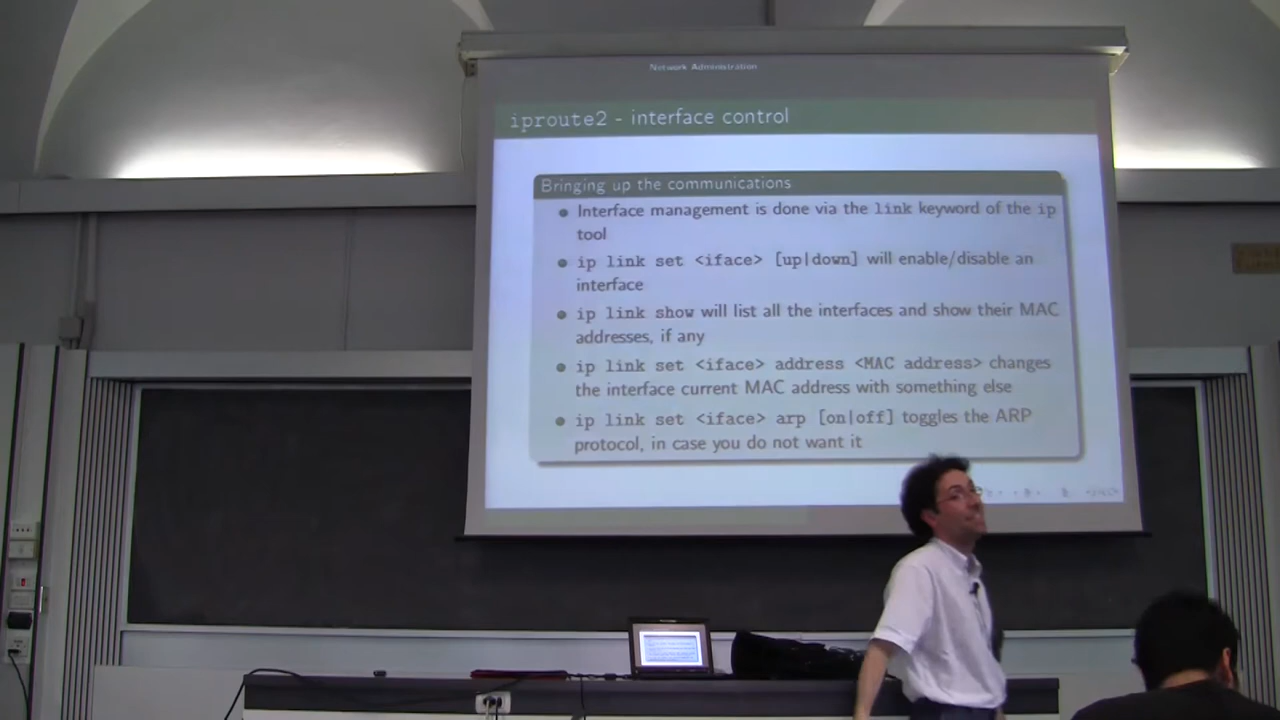 Network Administration
iproute2 - interface control
Bringing up the communications
Interface management is done via the link keyword of the ip
tool
ip link set <iface> [up|down] will enable/disable an
interface
ip link show will list all the interfaces and show their MAC
addresses, if any
ip link set <iface> address <MAC address> changes
the interface current MAC address with something else
ip link set <iface> arp [on|off] toggles the ARP
protocol, in case you do not want it